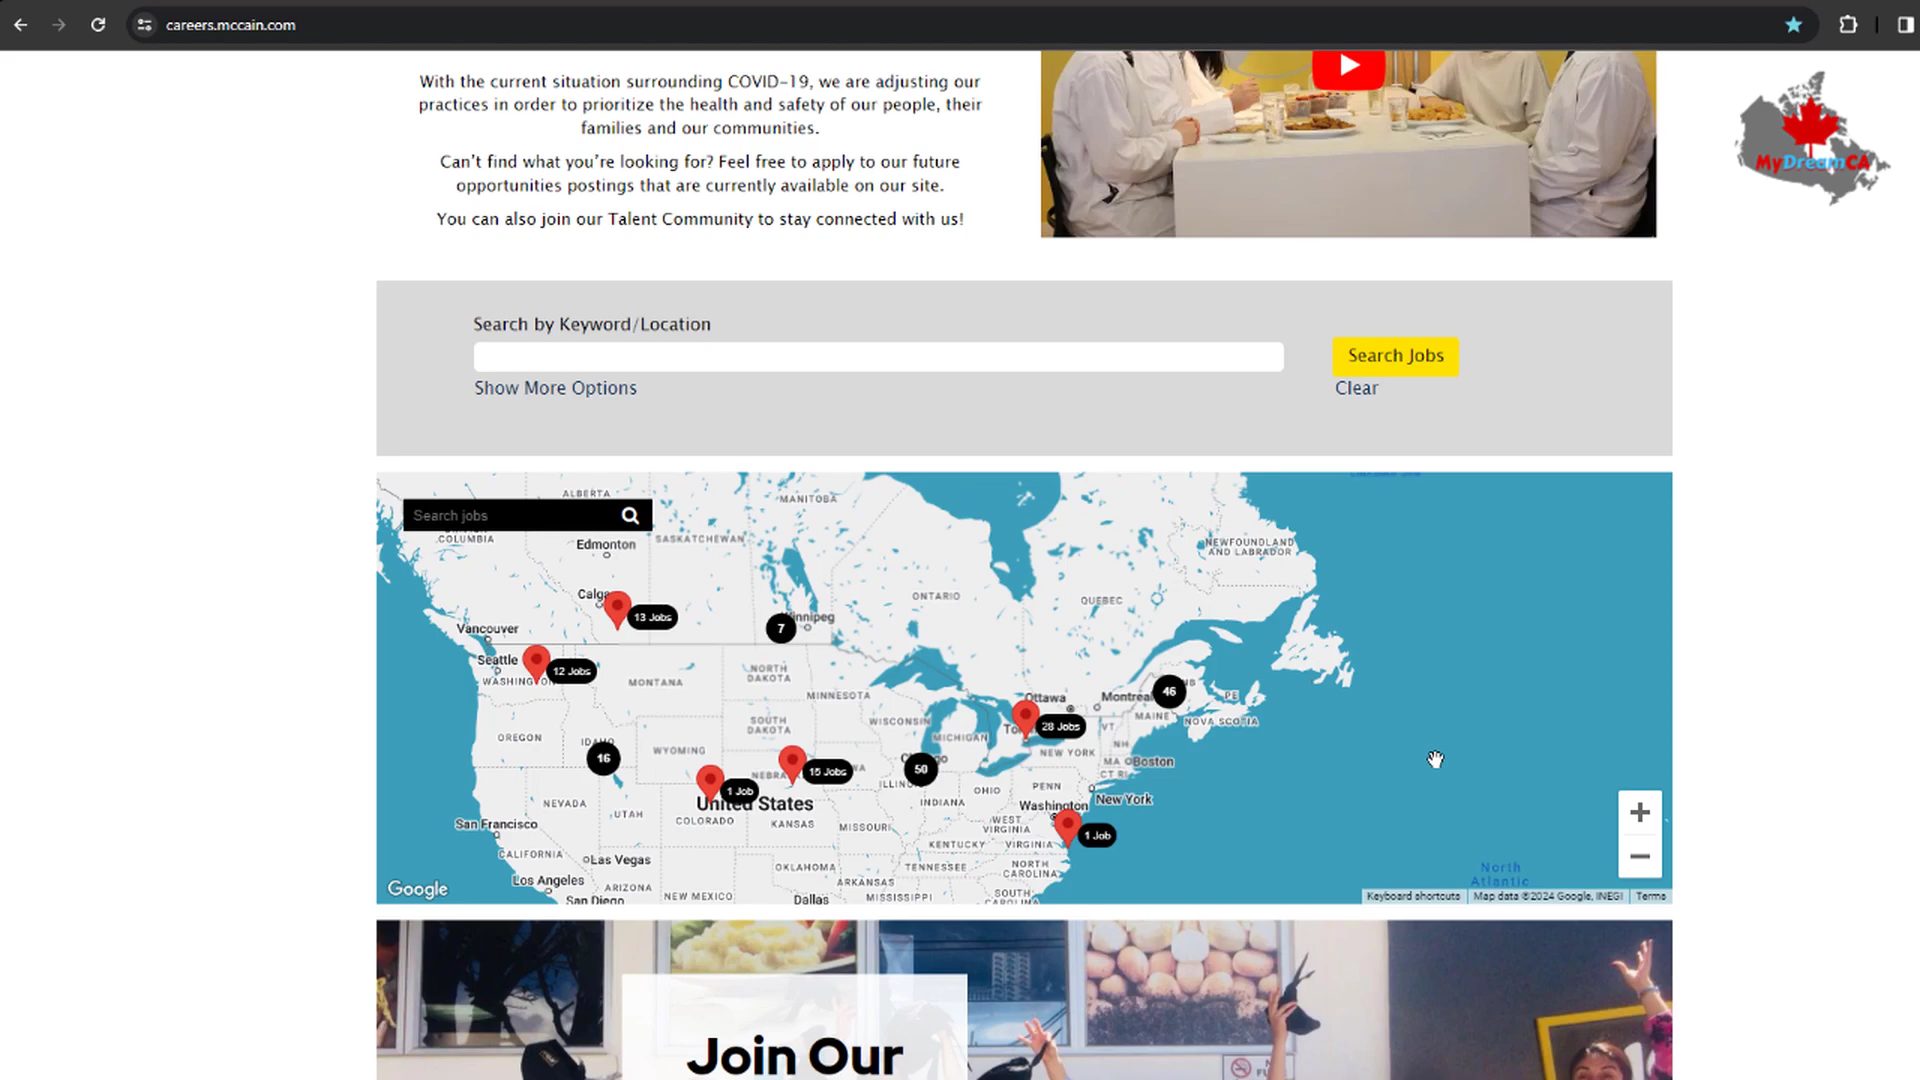 careers.mccain.com
With the current situation surrounding COVID-19, we are adjusting our
practices in order to prioritize the health and safety of our people, their
families and our communities.
Can't find what you're looking for? Feel free to apply to our future
opportunities postings that are currently available on our site.
You can also join our Talent Community to stay connected with us!
MyDreamCA
Search by Keyword/Location
Search Jobs
Show More Options
Clear
Search jobs
ALBERTA
MANITOBA
COLUMBIA
SASKATCHEWAN
Edmonton
NEWFOUNDLAND
AND LABRADOR
Calga
13 Jobs
ONTARIO
QUEBEC
7
Winnipeg
Vancouver
Seattle
12 Jobs
WASHINGTON
MONTANA
NORTH
DAKOTA
MINNESOTA
Ottawa
Montreal
46
NB
PE
MAINE
NOVA SCOTIA
OREGON
IDAHO
16
WYOMING
SOUTH
DAKOTA
WISCONSIN
MICHIGAN
Tor
28 Jobs
VT
NH
NEW YORK
MA
Boston
CT RI
NEBRA
15 Jobs
WA
Chicago
50
ILLINOIS
1 Job
United States
NEVADA
UTAH
COLORADO
KANSAS
MISSOURI
INDIANA
OHIO
PENN
New York
Washington
WEST
VIRGINIA
1 Job
San Francisco
CALIFORNIA
Las Vegas
KENTUCKY
VIRGINIA
OKLAHOMA
TENNESSEE
NORTH
CAROLINA
Los Angeles
ARIZONA
NEW MEXICO
ARKANSAS
MISSISSIPPI
SOUTH
CAROLINA
San Diego
Dallas
North
Atlantic
Google
Keyboard shortcuts
Map data ©2024 Google, INEGI
Terms
Join Our